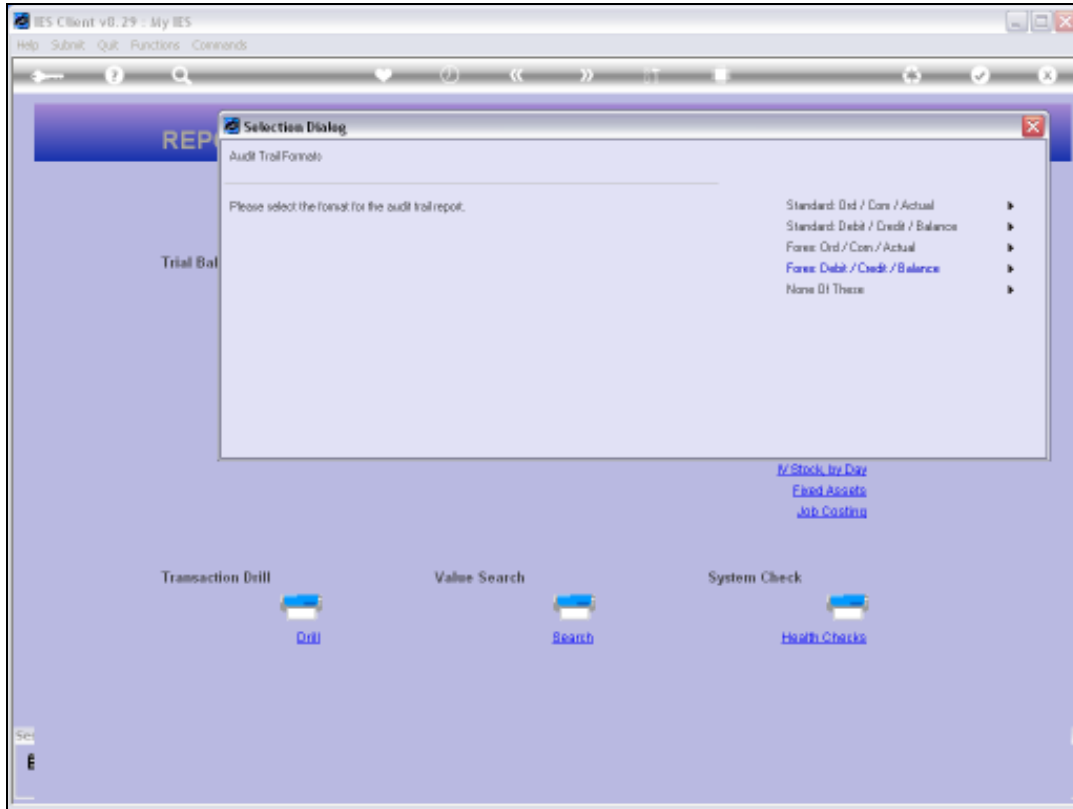 IES Client v8.29 : My IES
Help Submit Quit Functions Commands
REP
Selection Dialog
Audit Trail Formats
Please select the format for the audit trail report.
Standard: Ord / Com / Actual
Standard: Debit / Credit / Balance
Forex: Ord / Com / Actual
Forex: Debit / Credit / Balance
None Of These
Trial Bal
IV Stock, by Day
Fixed Assets
Job Costing
Transaction Drill
Value Search
System Check
Drill
Search
Health Checks
Se